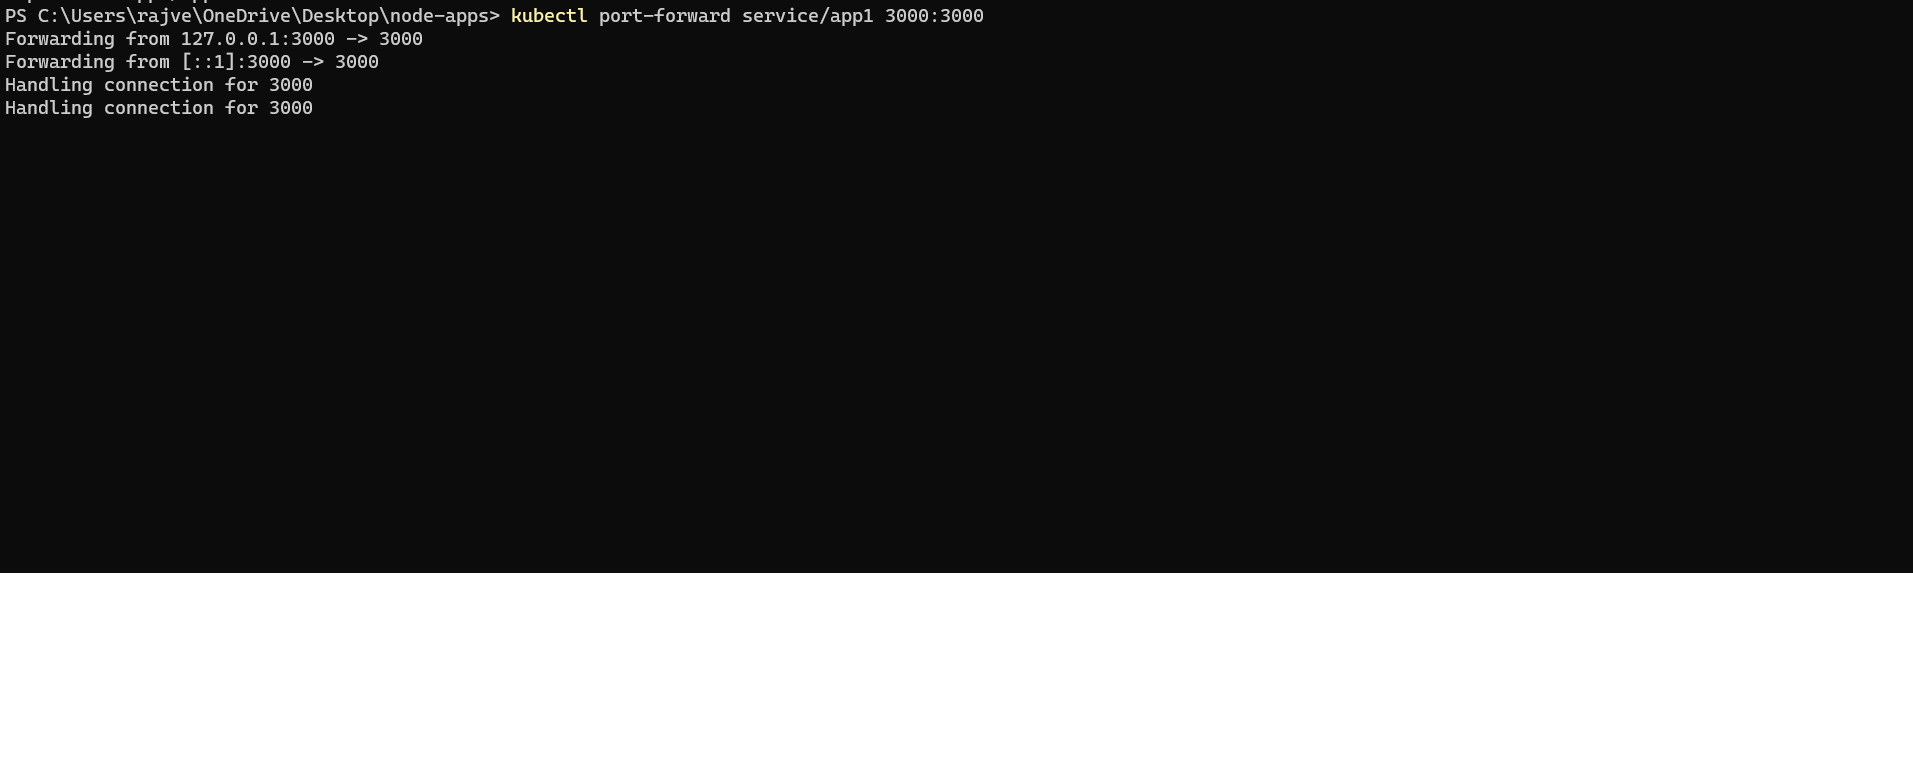 PS C:\Users\rajve\OneDrive\Desktop\node-apps> kubectl port-forward service/app1 3000:3000
Forwarding from 127.0.0.1:3000 -> 3000
Forwarding from [::1]:3000 -> 3000
Handling connection for 3000
Handling connection for 3000